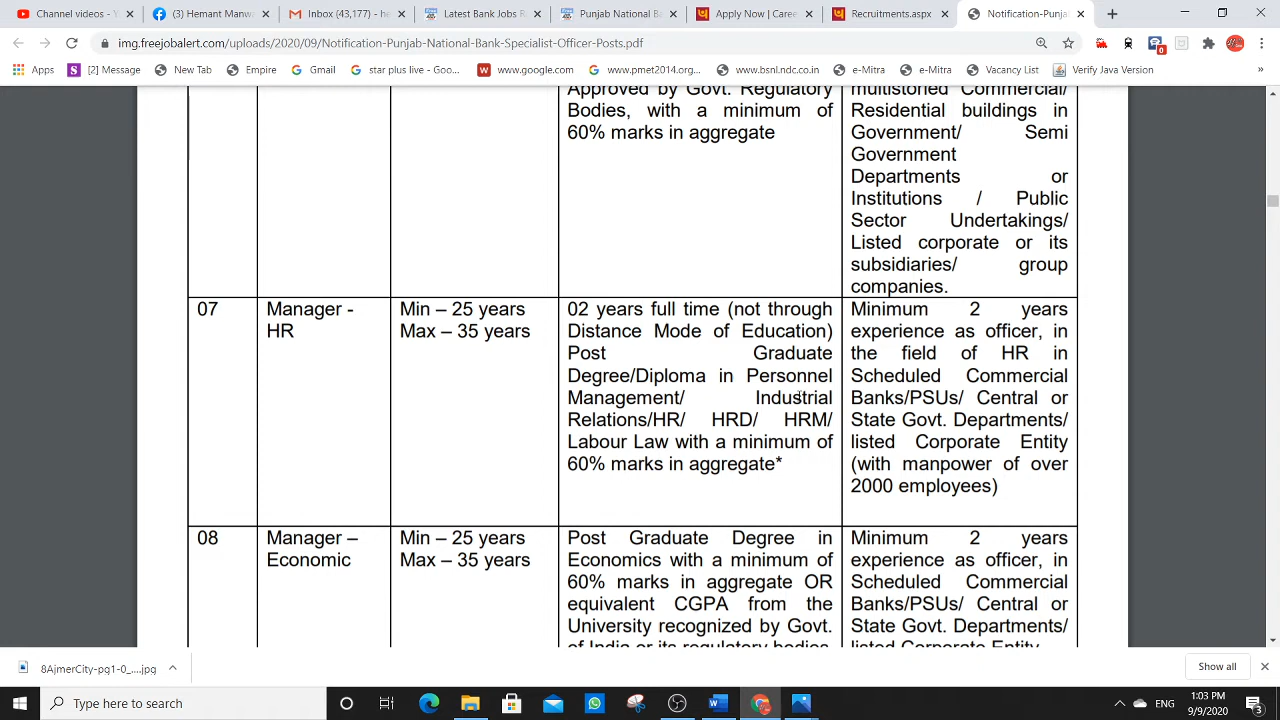 Channel videos - Y
(3) Hemant Manw
Inbox (43,177) - h
Latest Bank Jobs R
Punjab National Ba
Apply Now | Caree
Recruitments.aspx
Notification-Punja
img.freejobalert.com/uploads/2020/09/Notification-Punjab-National-Bank-Specialist-Officer-Posts.pdf
Apps
[2] Message
New Tab
Empire
Gmail
star plus live - Goo...
www.google.com
www.pmet2014.org...
www.bsnl.ndc.co.in
e-Mitra
e-Mitra
Vacancy List
Verify Java Version
»
Approved by Govt. Regulatory
Bodies, with a minimum of
60% marks in aggregate
multistoried Commercial/
Residential buildings in
Government/ Semi
Government
Departments or
Institutions / Public
Sector Undertakings/
Listed corporate or its
subsidiaries/ group
companies.
07
Manager -
HR
Min – 25 years
Max – 35 years
02 years full time (not through
Distance Mode of Education)
Post Graduate
Degree/Diploma in Personnel
Management/ Industrial
Relations/HR/ HRD/ HRM/
Labour Law with a minimum of
60% marks in aggregate*
Minimum 2 years
experience as officer, in
the field of HR in
Scheduled Commercial
Banks/PSUs/ Central or
State Govt. Departments/
listed Corporate Entity
(with manpower of over
2000 employees)
08
Manager –
Economic
Min – 25 years
Max – 35 years
Post Graduate Degree in
Economics with a minimum of
60% marks in aggregate OR
equivalent CGPA from the
University recognized by Govt.
of India or its regulatory bodies
Minimum 2 years
experience as officer, in
Scheduled Commercial
Banks/PSUs/ Central or
State Govt. Departments/
listed Corporate Entity
8AjmerCity-pg1-0_....jpg
Show all
Type here to search
ENG
1:03 PM
9/9/2020
3